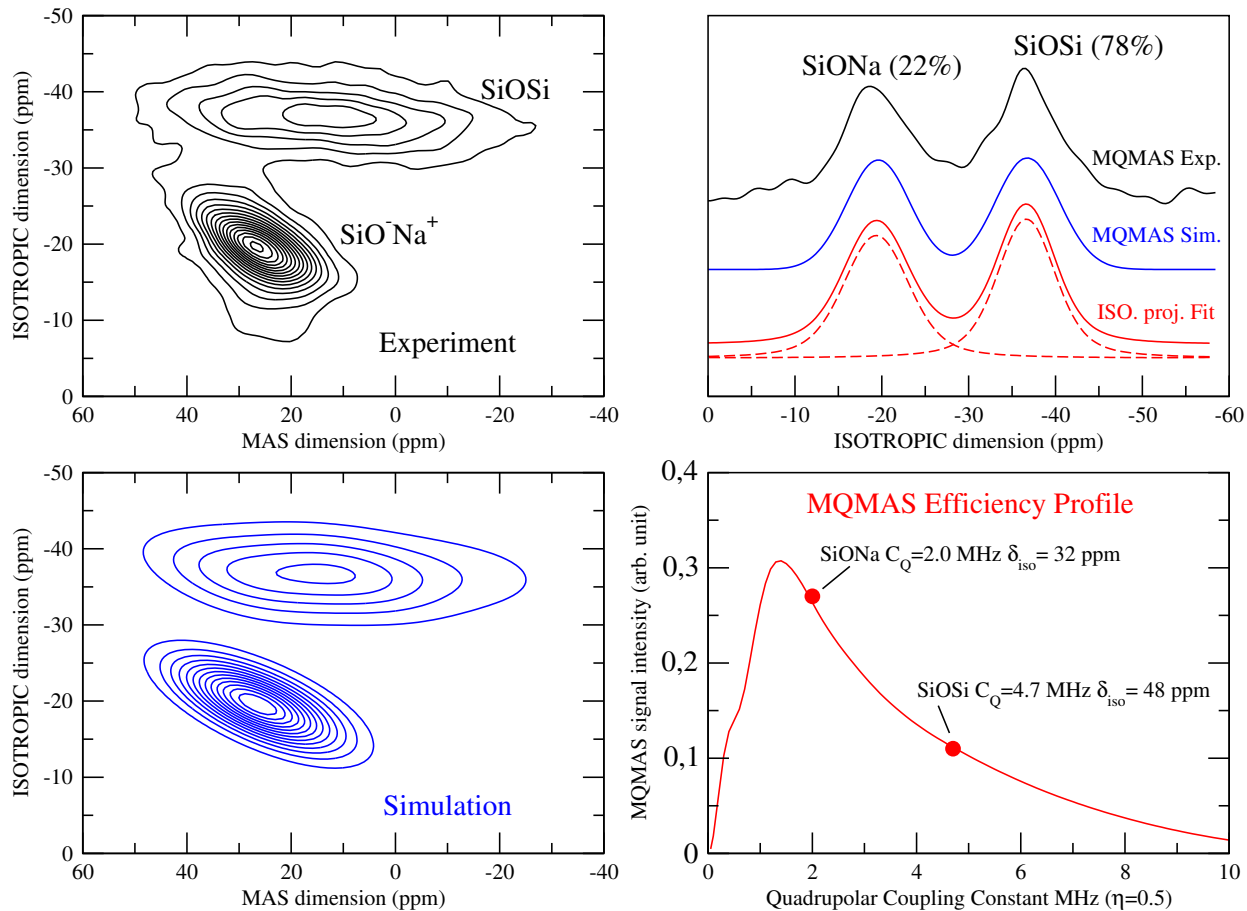 -50
-40
-30
-20
-10
0
ISOTROPIC dimension (ppm)
SiOSi
SiO⁻Na⁺
Experiment
60 40 20 0 -20 -40
MAS dimension (ppm)
SiONa (22%)
SiOSi (78%)
MQMAS Exp.
MQMAS Sim.
ISO. proj. Fit
0 -10 -20 -30 -40 -50 -60
ISOTROPIC dimension (ppm)
-50
-40
-30
-20
-10
0
ISOTROPIC dimension (ppm)
Simulation
60 40 20 0 -20 -40
MAS dimension (ppm)
0,4
0,3
0,2
0,1
0
MQMAS signal intensity (arb. unit)
MQMAS Efficiency Profile
SiONa C_Q=2.0 MHz δ_iso= 32 ppm
SiOSi C_Q=4.7 MHz δ_iso= 48 ppm
0 2 4 6 8 10
Quadrupolar Coupling Constant MHz (η=0.5)